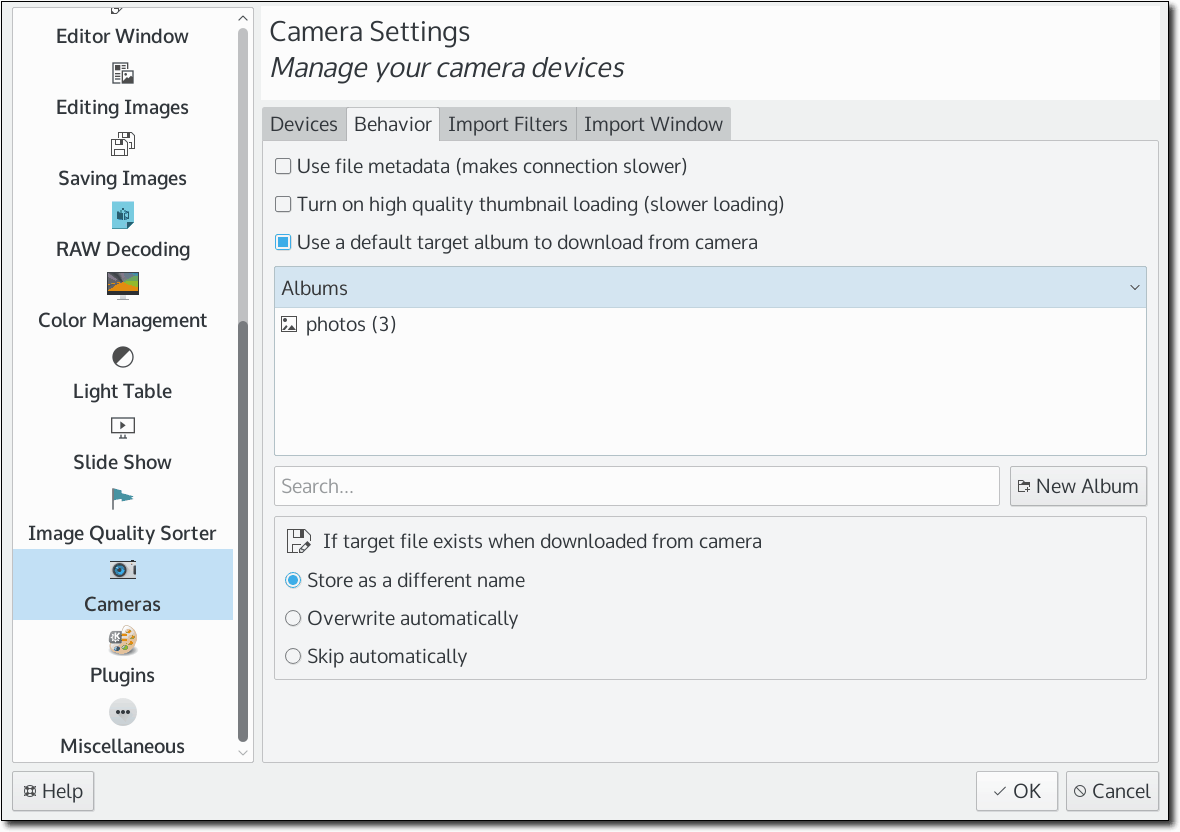 Editor Window
Editing Images
Saving Images
RAW Decoding
Color Management
Light Table
Slide Show
Image Quality Sorter
Cameras
Plugins
Miscellaneous
Camera Settings
Manage your camera devices
Devices Behavior Import Filters Import Window
Use file metadata (makes connection slower)
Turn on high quality thumbnail loading (slower loading)
Use a default target album to download from camera
Albums
photos (3)
Search...
New Album
If target file exists when downloaded from camera
Store as a different name
Overwrite automatically
Skip automatically
Help
OK
Cancel